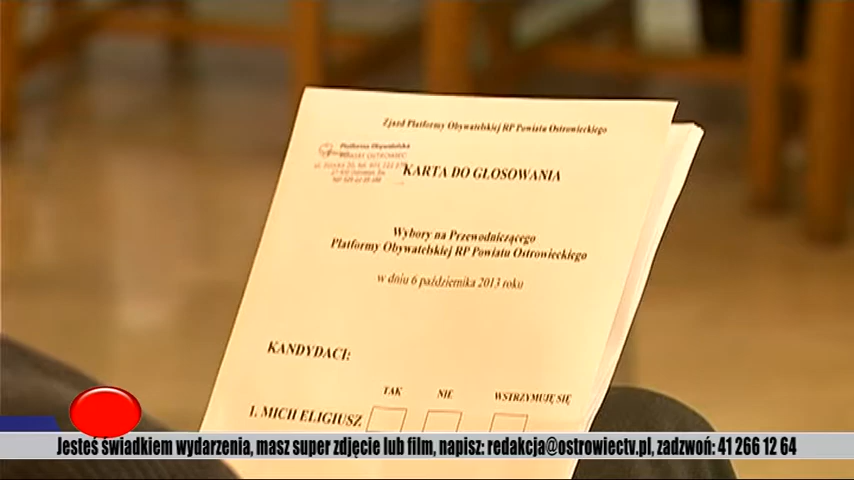 Zjazd Platformy Obywatelskiej RP Powiatu Ostrowieckiego
Platforma Obywatelska
KARTA DO GŁOSOWANIA
Wybory na Przewodniczącego
Platformy Obywatelskiej RP Powiatu Ostrowieckiego
w dniu 6 października 2013 roku
KANDYDACI:
TAK NIE WSTRZYMUJĘ SIĘ
1. MICH ELIGIUSZ
Jesteś świadkiem wydarzenia, masz super zdjęcie lub film, napisz: redakcja@ostrowiectv.pl, zadzwoń: 41 266 12 64